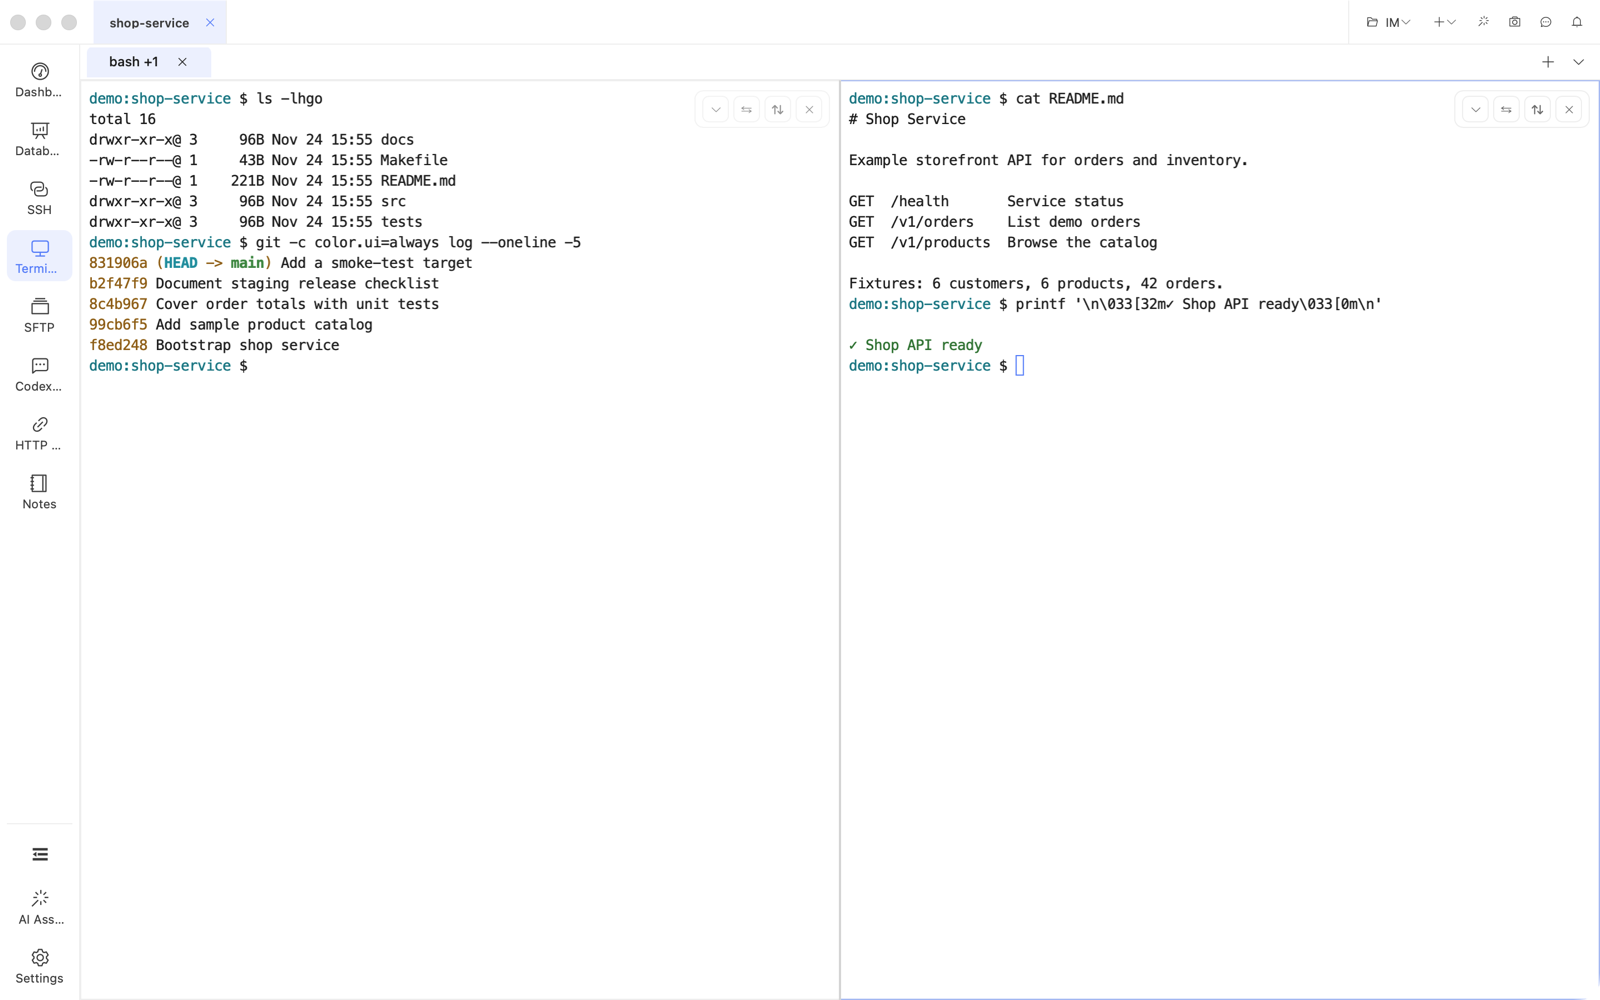 shop-service
IM
bash +1
Dashb...
Datab...
SSH
Termi...
SFTP
Codex...
HTTP ...
Notes
AI Ass...
Settings
demo:shop-service $ ls -lhgo
total 16
drwxr-xr-x@ 3     96B Nov 24 15:55 docs
-rw-r--r--@ 1     43B Nov 24 15:55 Makefile
-rw-r--r--@ 1    221B Nov 24 15:55 README.md
drwxr-xr-x@ 3     96B Nov 24 15:55 src
drwxr-xr-x@ 3     96B Nov 24 15:55 tests
demo:shop-service $ git -c color.ui=always log --oneline -5
831906a (HEAD -> main) Add a smoke-test target
b2f47f9 Document staging release checklist
8c4b967 Cover order totals with unit tests
99cb6f5 Add sample product catalog
f8ed248 Bootstrap shop service
demo:shop-service $
demo:shop-service $ cat README.md
# Shop Service
Example storefront API for orders and inventory.
GET  /health       Service status
GET  /v1/orders    List demo orders
GET  /v1/products  Browse the catalog
Fixtures: 6 customers, 6 products, 42 orders.
demo:shop-service $ printf '\n\033[32m✓ Shop API ready\033[0m\n'
✓ Shop API ready
demo:shop-service $